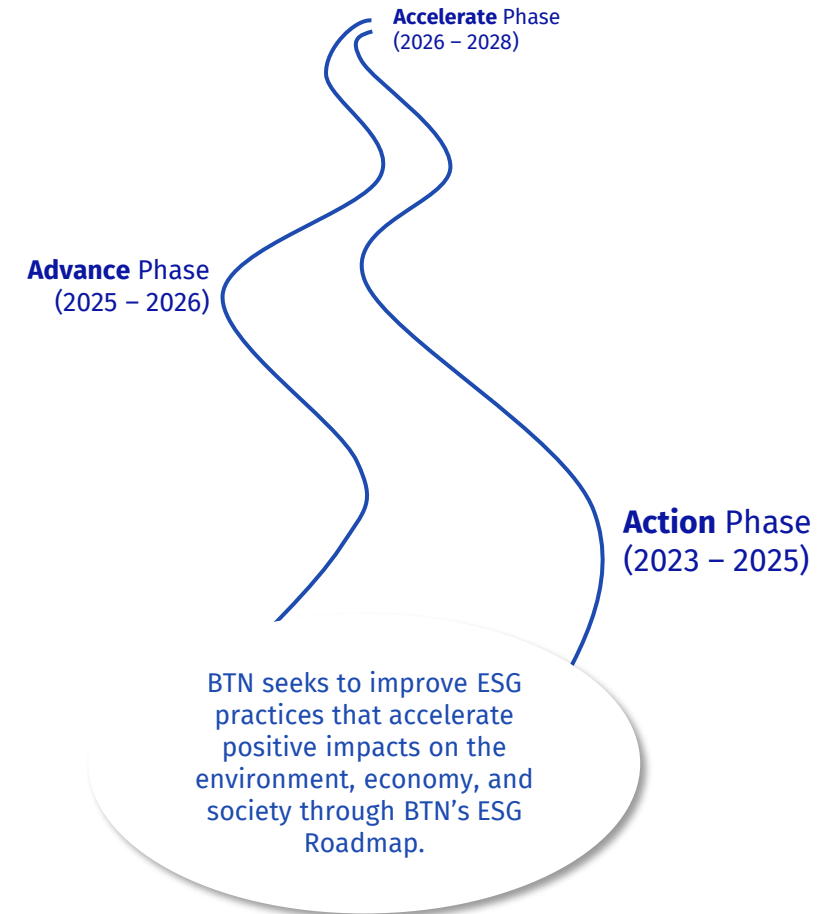 Accelerate Phase
(2026 – 2028)
Advance Phase
(2025 – 2026)
Action Phase
(2023 – 2025)
BTN seeks to improve ESG
practices that accelerate
positive impacts on the
environment, economy, and
society through BTN’s ESG
Roadmap.